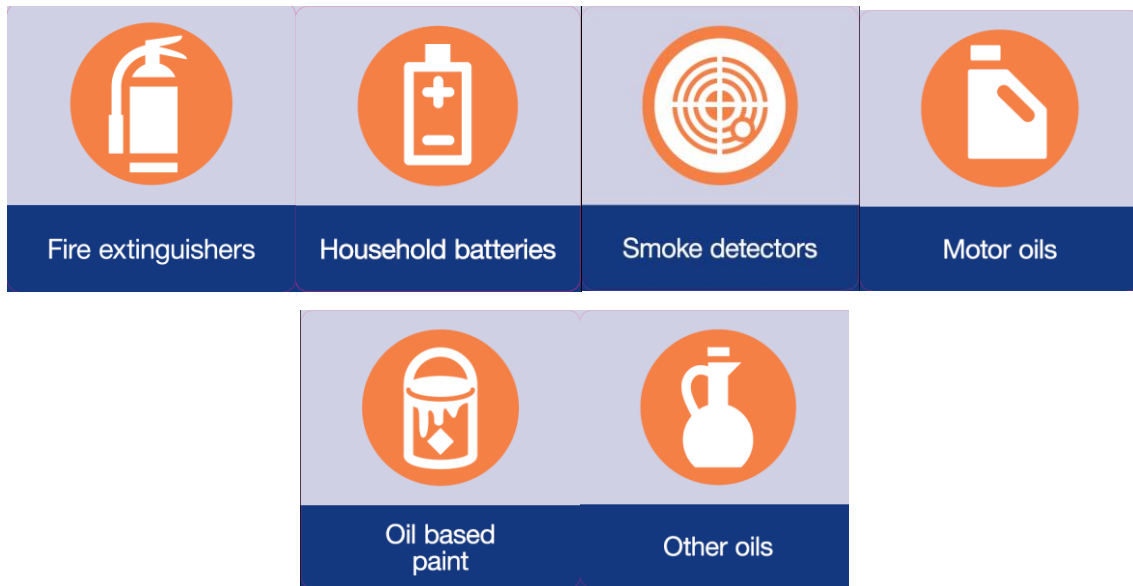 Fire extinguishers
Household batteries
Smoke detectors
Motor oils
Oil based
paint
Other oils